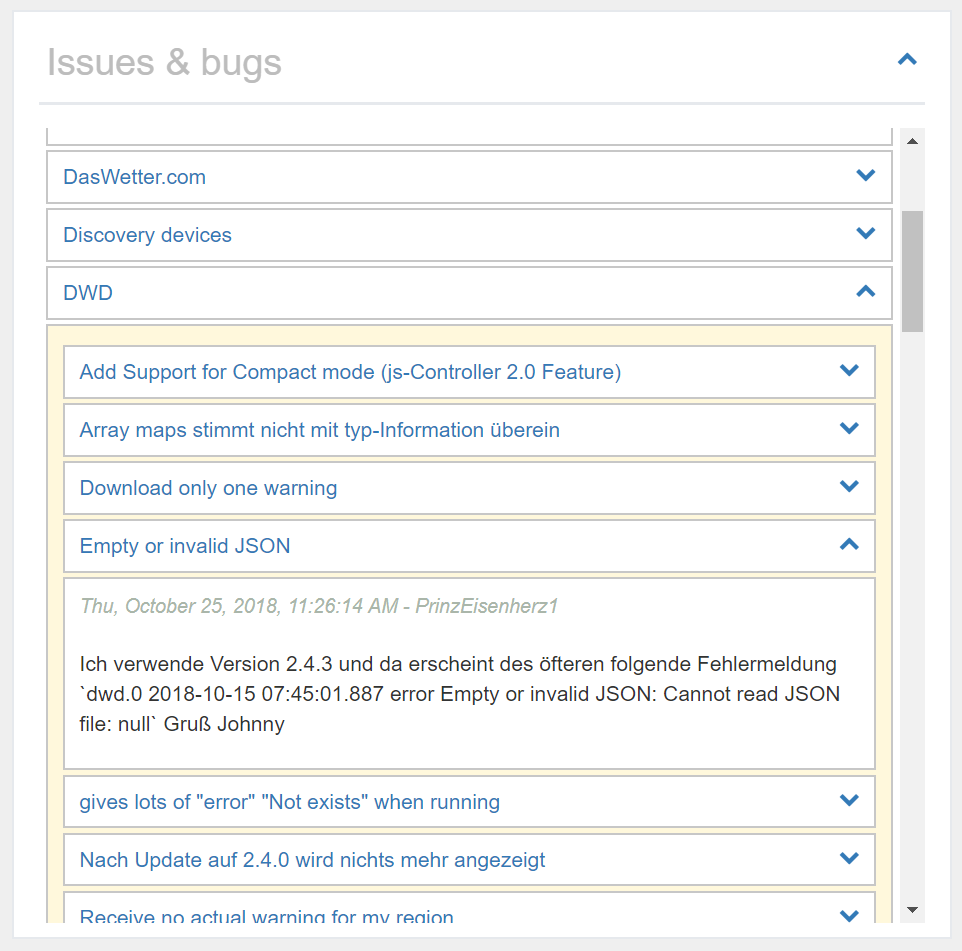 Issues & bugs
DasWetter.com
Discovery devices
DWD
Add Support for Compact mode (js-Controller 2.0 Feature)
Array maps stimmt nicht mit typ-Information überein
Download only one warning
Empty or invalid JSON
Thu, October 25, 2018, 11:26:14 AM - PrinzEisenherz1
Ich verwende Version 2.4.3 und da erscheint des öfteren folgende Fehlermeldung
`dwd.0 2018-10-15 07:45:01.887 error Empty or invalid JSON: Cannot read JSON
file: null` Gruß Johnny
gives lots of "error" "Not exists" when running
Nach Update auf 2.4.0 wird nichts mehr angezeigt
Receive no actual warning for my region